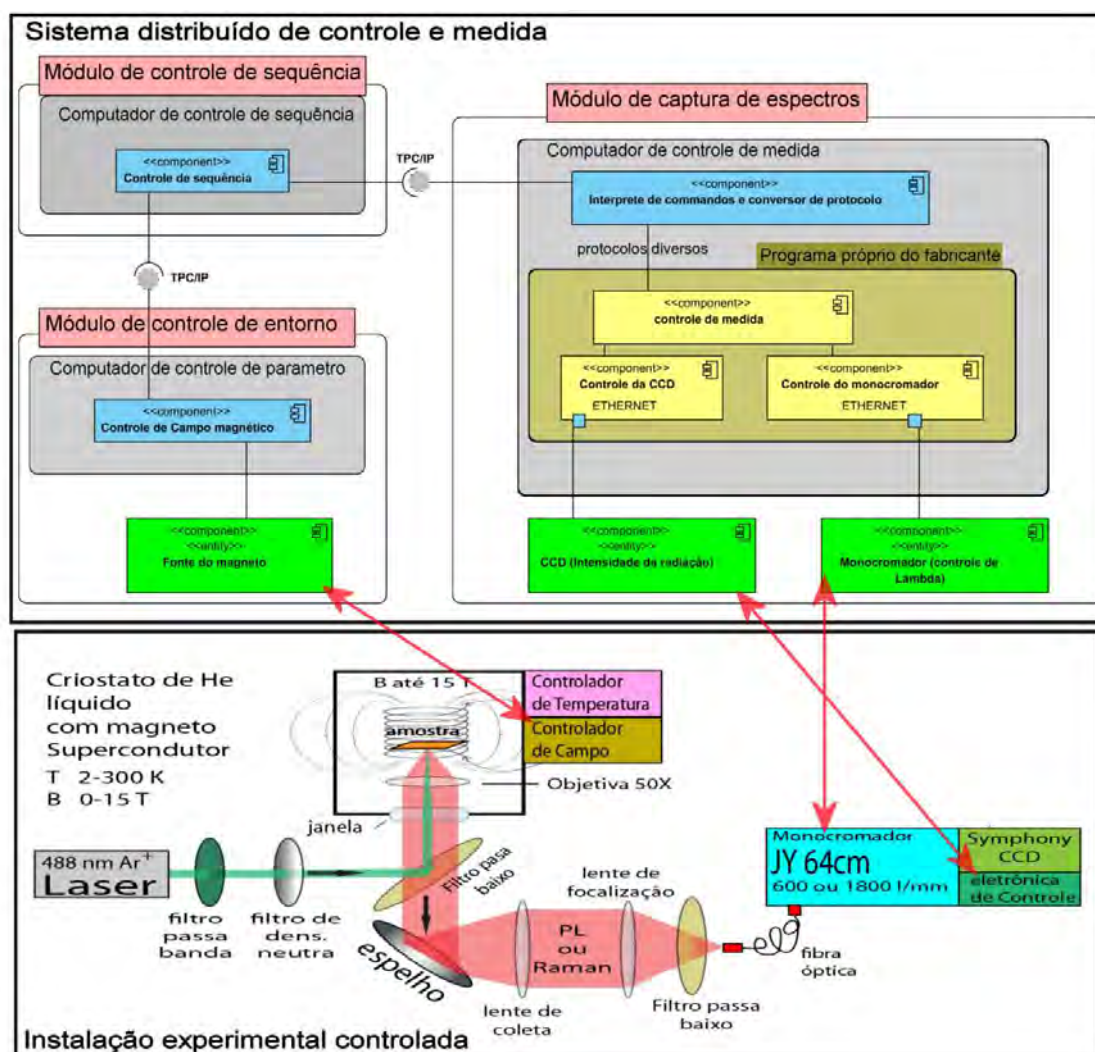 Sistema distribuído de controle e medida
Módulo de controle de sequência
Computador de controle de sequência
<<component>>
Controle de sequência
TPC/IP
TPC/IP
Módulo de controle de entorno
Computador de controle de parametro
<<component>>
Controle de Campo magnético
<<component>>
<<entity>>
Fonte do magneto
Módulo de captura de espectros
Computador de controle de medida
<<component>>
Interprete de commandos e conversor de protocolo
protocolos diversos
Programa próprio do fabricante
<<component>>
controle de medida
<<component>>
Controle da CCD
ETHERNET
<<component>>
Controle do monocromador
ETHERNET
<<component>>
<<entity>>
CCD (Intensidade da radiação)
<<component>>
<<entity>>
Monocromador (controle de
Lambda)
Criostato de He
líquido
com magneto
Supercondutor
T 2-300 K
B 0-15 T
B até 15 T
amostra
Controlador
de Temperatura
Controlador
de Campo
Objetiva 50X
janela
488 nm Ar+
Laser
filtro
passa
banda
filtro de
dens.
neutra
Filtro pasa
baixo
espelho
lente de
coleta
PL
ou
Raman
lente de
focalização
Filtro passa
baixo
fibra
óptica
Monocromador
JY 64cm
600 ou 1800 l/mm
Symphony
CCD
eletrônica
de Controle
Instalação experimental controlada